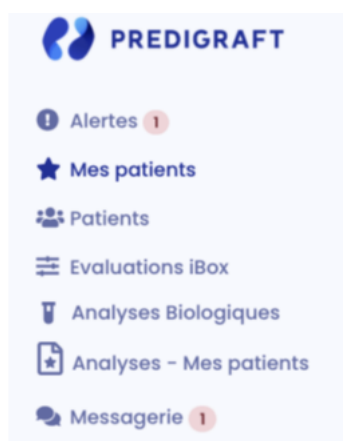 PREDIGRAFT
Alertes 1
Mes patients
Patients
Evaluations iBox
Analyses Biologiques
Analyses - Mes patients
Messagerie 1